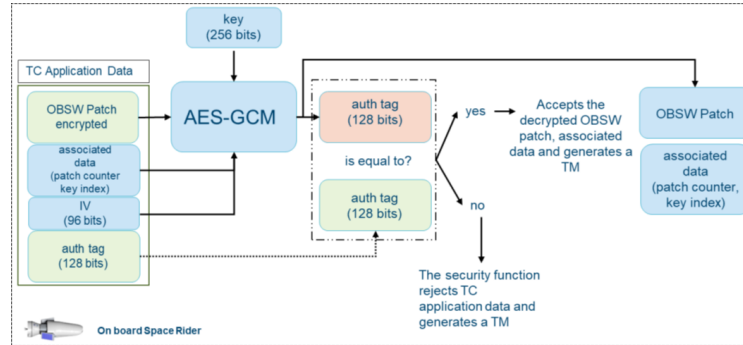 key
(256 bits)
TC Application Data
OBSW Patch
encrypted
associated
data
(patch counter
key index)
IV
(96 bits)
auth tag
(128 bits)
AES-GCM
auth tag
(128 bits)
is equal to?
auth tag
(128 bits)
yes
no
Accepts the
decrypted OBSW
patch, associated
data and generates a
TM
The security function
rejects TC
application data and
generates a TM
OBSW Patch
associated
data
(patch counter,
key index)
On board Space Rider